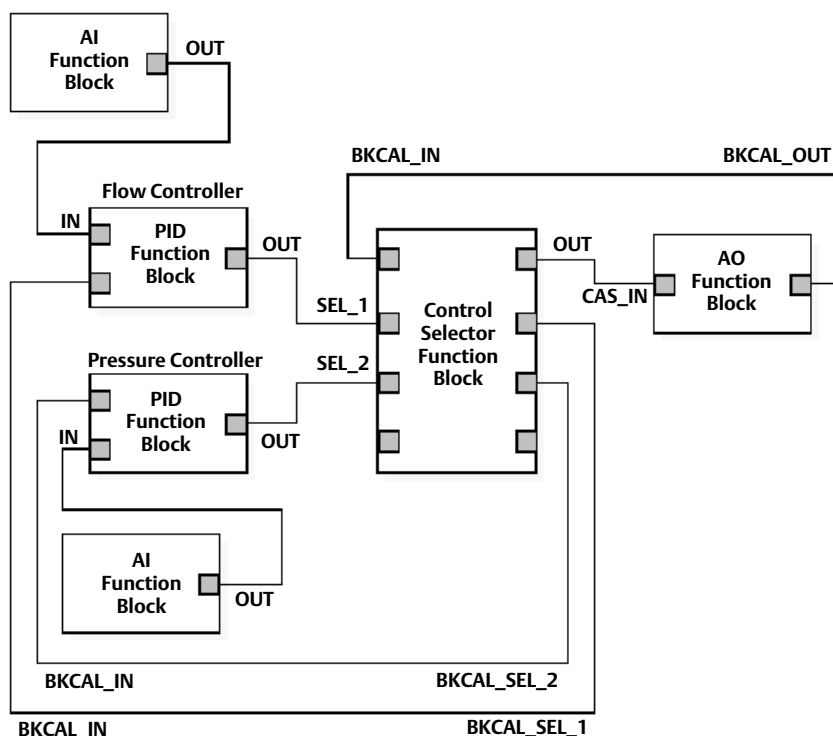 AI
Function
Block
OUT
BKCAL_IN
BKCAL_OUT
Flow Controller
IN
PID
Function
Block
OUT
SEL_1
Control
Selector
Function
Block
OUT
CAS_IN
AO
Function
Block
Pressure Controller
SEL_2
IN
PID
Function
Block
OUT
AI
Function
Block
OUT
BKCAL_IN
BKCAL_SEL_2
BKCAL_IN
BKCAL_SEL_1